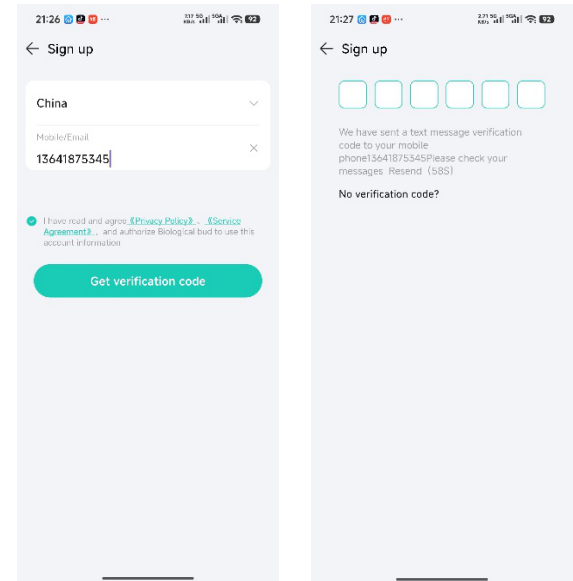 21:26
92
Sign up
China
Mobile/Email
13641875345
I have read and agree《Privacy Policy》、《Service
Agreement》, and authorize Biological bud to use this
account information
Get verification code
21:27
92
Sign up
We have sent a text message verification
code to your mobile
phone13641875345Please check your
messages Resend（58S）
No verification code?